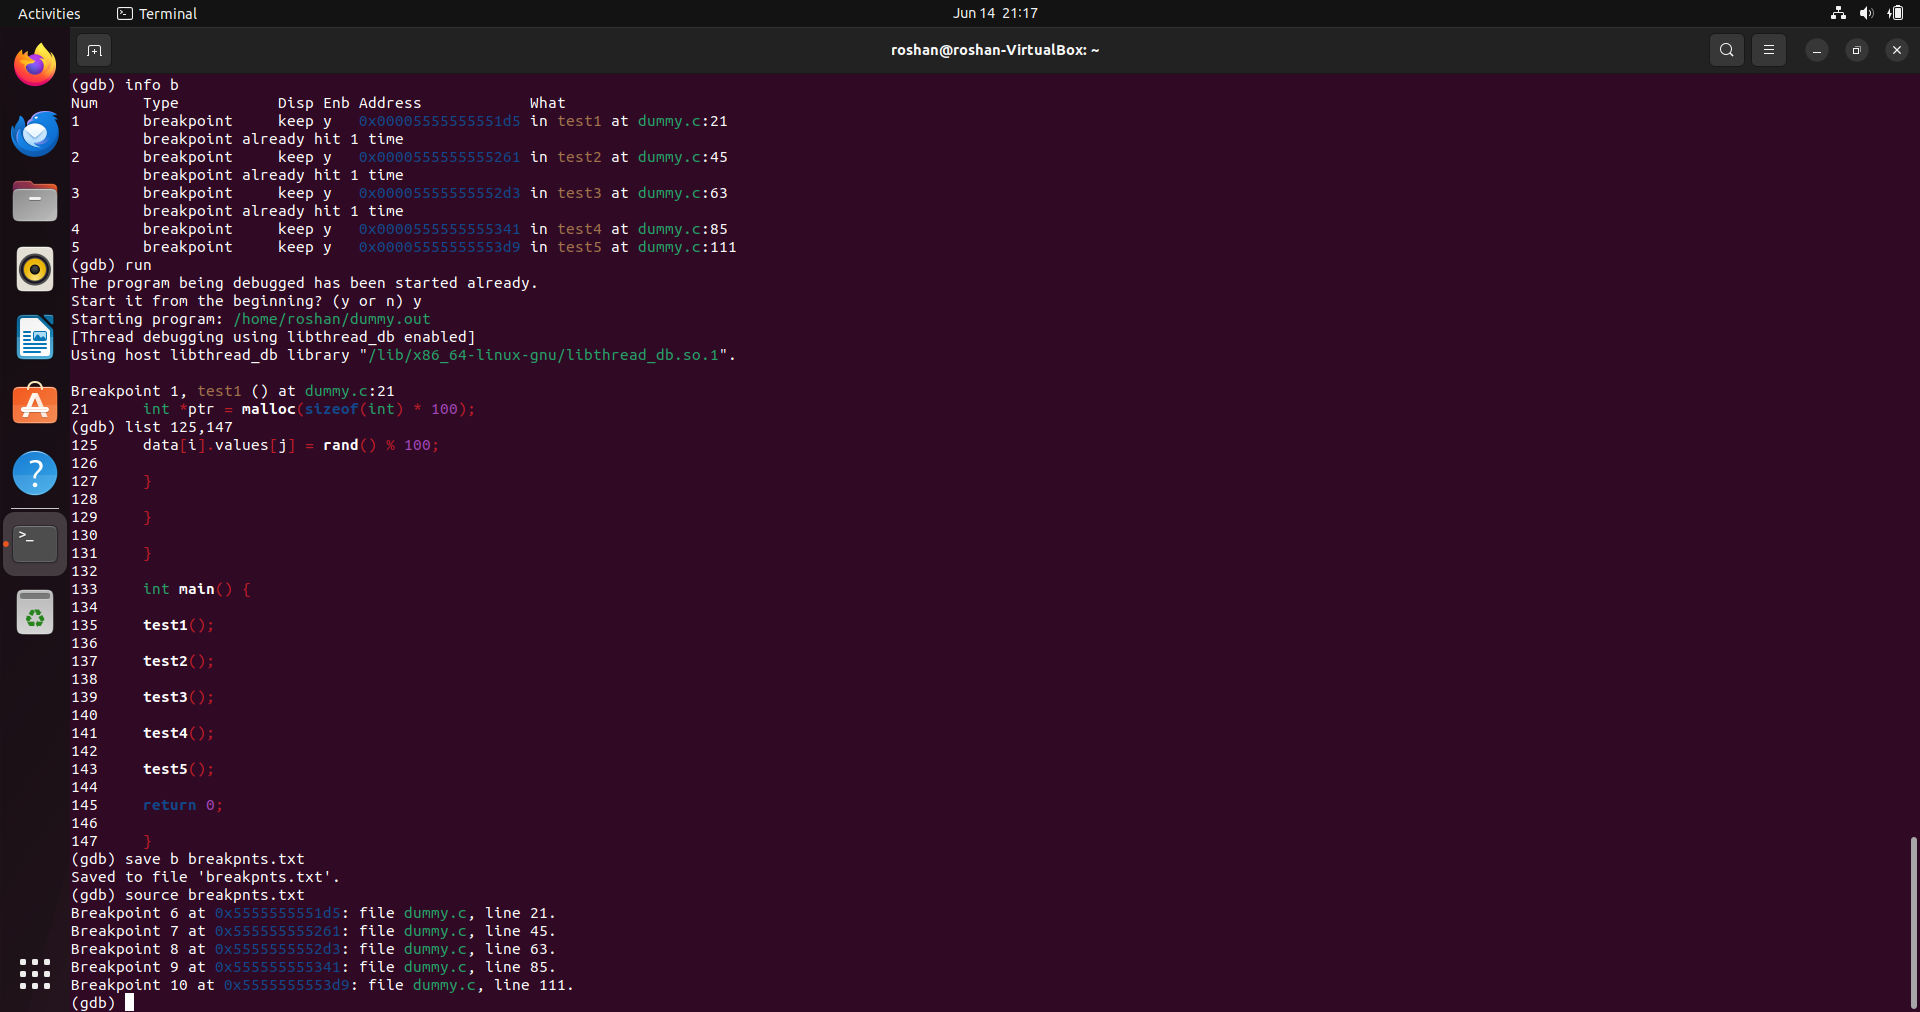 Activities Terminal Jun 14 21:17
roshan@roshan-VirtualBox: ~
(gdb) info b
Num     Type           Disp Enb Address            What
1       breakpoint     keep y   0x00005555555551d5 in test1 at dummy.c:21
        breakpoint already hit 1 time
2       breakpoint     keep y   0x0000555555555261 in test2 at dummy.c:45
        breakpoint already hit 1 time
3       breakpoint     keep y   0x00005555555552d3 in test3 at dummy.c:63
        breakpoint already hit 1 time
4       breakpoint     keep y   0x0000555555555341 in test4 at dummy.c:85
5       breakpoint     keep y   0x00005555555553d9 in test5 at dummy.c:111
(gdb) run
The program being debugged has been started already.
Start it from the beginning? (y or n) y
Starting program: /home/roshan/dummy.out
[Thread debugging using libthread_db enabled]
Using host libthread_db library "/lib/x86_64-linux-gnu/libthread_db.so.1".
Breakpoint 1, test1 () at dummy.c:21
21      int *ptr = malloc(sizeof(int) * 100);
(gdb) list 125,147
125     data[i].values[j] = rand() % 100;
126
127     }
128
129     }
130
131     }
132
133     int main() {
134
135     test1();
136
137     test2();
138
139     test3();
140
141     test4();
142
143     test5();
144
145     return 0;
146
147     }
(gdb) save b breakpnts.txt
Saved to file 'breakpnts.txt'.
(gdb) source breakpnts.txt
Breakpoint 6 at 0x5555555551d5: file dummy.c, line 21.
Breakpoint 7 at 0x555555555261: file dummy.c, line 45.
Breakpoint 8 at 0x5555555552d3: file dummy.c, line 63.
Breakpoint 9 at 0x555555555341: file dummy.c, line 85.
Breakpoint 10 at 0x5555555553d9: file dummy.c, line 111.
(gdb)